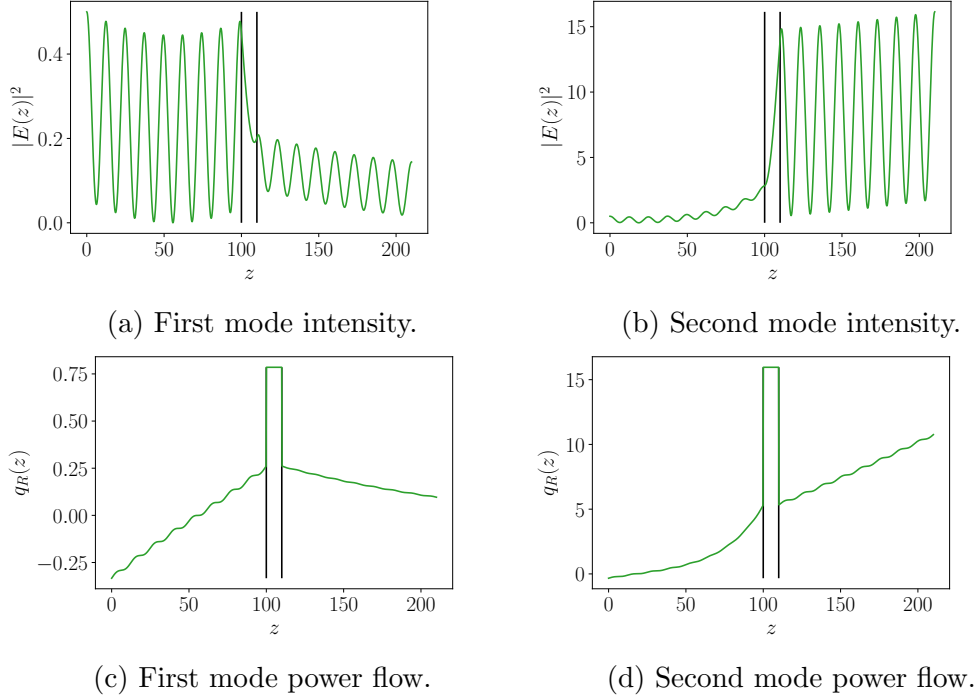 0.4
0.2
0.0
|E(z)|²
0 50 100 150 200
z
(a) First mode intensity.
15
10
5
0
|E(z)|²
0 50 100 150 200
z
(b) Second mode intensity.
0.75
0.50
0.25
0.00
−0.25
q_R(z)
0 50 100 150 200
z
(c) First mode power flow.
15
10
5
0
q_R(z)
0 50 100 150 200
z
(d) Second mode power flow.